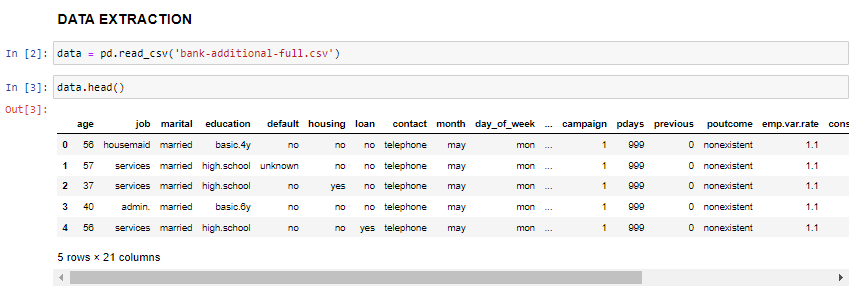 DATA EXTRACTION
In [2]: data = pd.read_csv('bank-additional-full.csv')
In [3]: data.head()
Out[3]:
age job marital education default housing loan contact month day_of_week ... campaign pdays previous poutcome emp.var.rate cons
0 56 housemaid married basic.4y no no no telephone may mon ... 1 999 0 nonexistent 1.1
1 57 services married high.school unknown no no telephone may mon ... 1 999 0 nonexistent 1.1
2 37 services married high.school no yes no telephone may mon ... 1 999 0 nonexistent 1.1
3 40 admin. married basic.6y no no no telephone may mon ... 1 999 0 nonexistent 1.1
4 56 services married high.school no no yes telephone may mon ... 1 999 0 nonexistent 1.1
5 rows × 21 columns